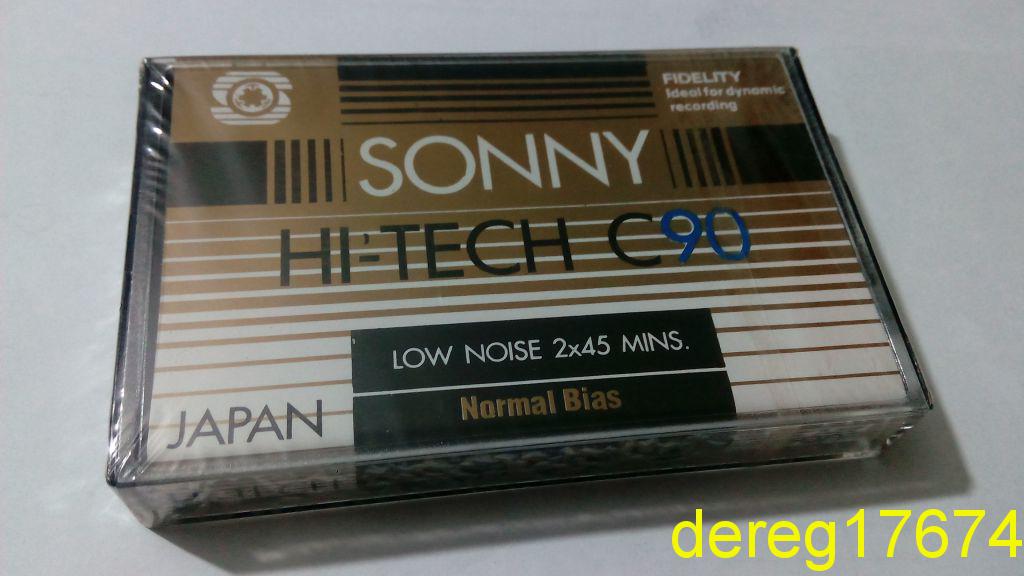 FIDELITY
Ideal for dynamic
recording
SONNY
HI-TECH C90
LOW NOISE 2x45 MINS.
Normal Bias
JAPAN
dereg17674